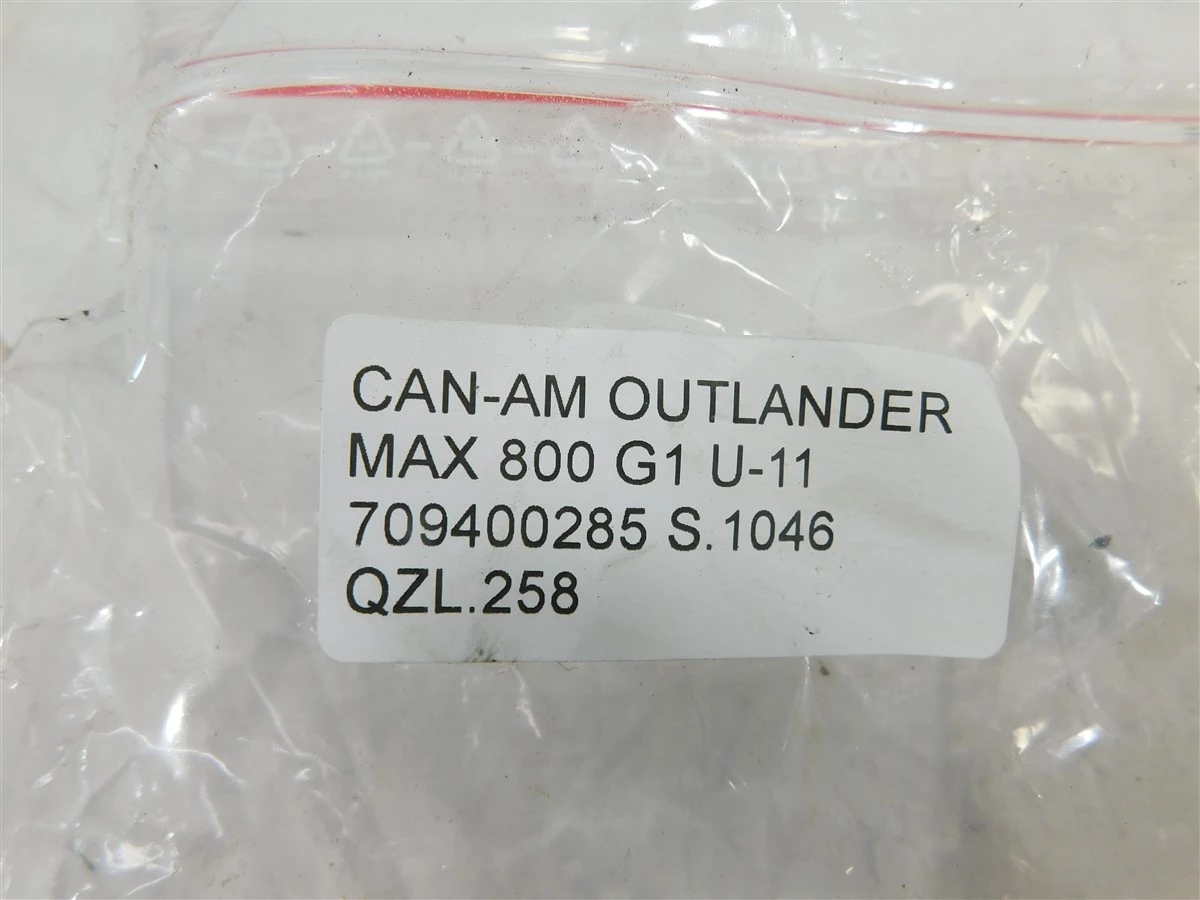 CAN-AM OUTLANDER
MAX 800 G1 U-11
709400285 S.1046
QZL.258